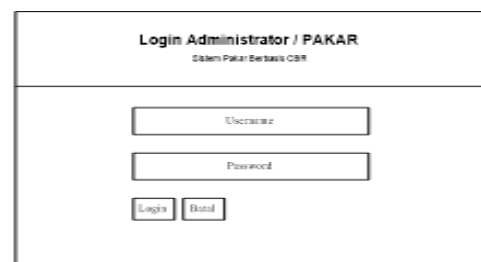 Login Administrator / PAKAR
Sistem Pakar Berbasis CBR
Username
Password
Login Batal